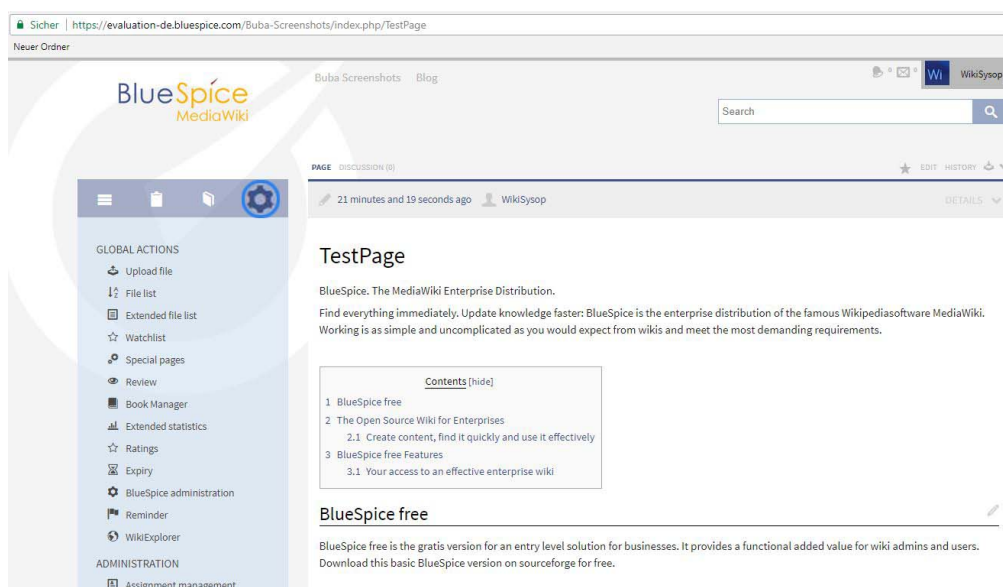 Sicher | https://evaluation-de.bluespice.com/Buba-Screenshots/index.php/TestPage
Neuer Ordner
BlueSpice
MediaWiki
Buba Screenshots Blog
Wi WikiSysop
Search
PAGE DISCUSSION (0)
EDIT HISTORY
21 minutes and 19 seconds ago WikiSysop
DETAILS
GLOBAL ACTIONS
Upload file
File list
Extended file list
Watchlist
Special pages
Review
Book Manager
Extended statistics
Ratings
Expiry
BlueSpice administration
Reminder
WikiExplorer
ADMINISTRATION
Assignment management
TestPage
BlueSpice. The MediaWiki Enterprise Distribution.
Find everything immediately. Update knowledge faster: BlueSpice is the enterprise distribution of the famous Wikipediasoftware MediaWiki.
Working is as simple and uncomplicated as you would expect from wikis and meet the most demanding requirements.
Contents [hide]
1 BlueSpice free
2 The Open Source Wiki for Enterprises
2.1 Create content, find it quickly and use it effectively
3 BlueSpice free Features
3.1 Your access to an effective enterprise wiki
BlueSpice free
BlueSpice free is the gratis version for an entry level solution for businesses. It provides a functional added value for wiki admins and users.
Download this basic BlueSpice version on sourceforge for free.